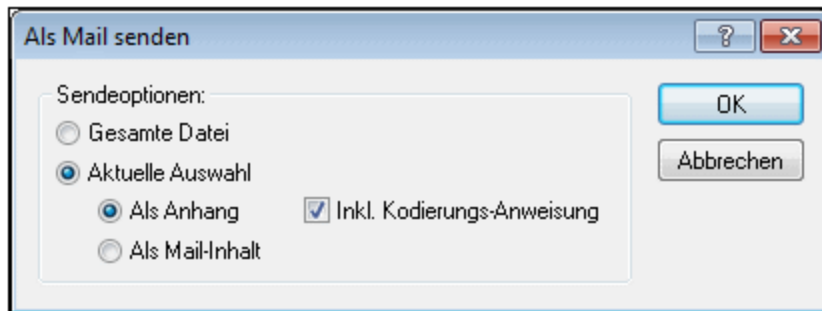 Als Mail senden
?
Sendeoptionen:
Gesamte Datei
Aktuelle Auswahl
Als Anhang
Inkl. Kodierungs-Anweisung
Als Mail-Inhalt
OK
Abbrechen